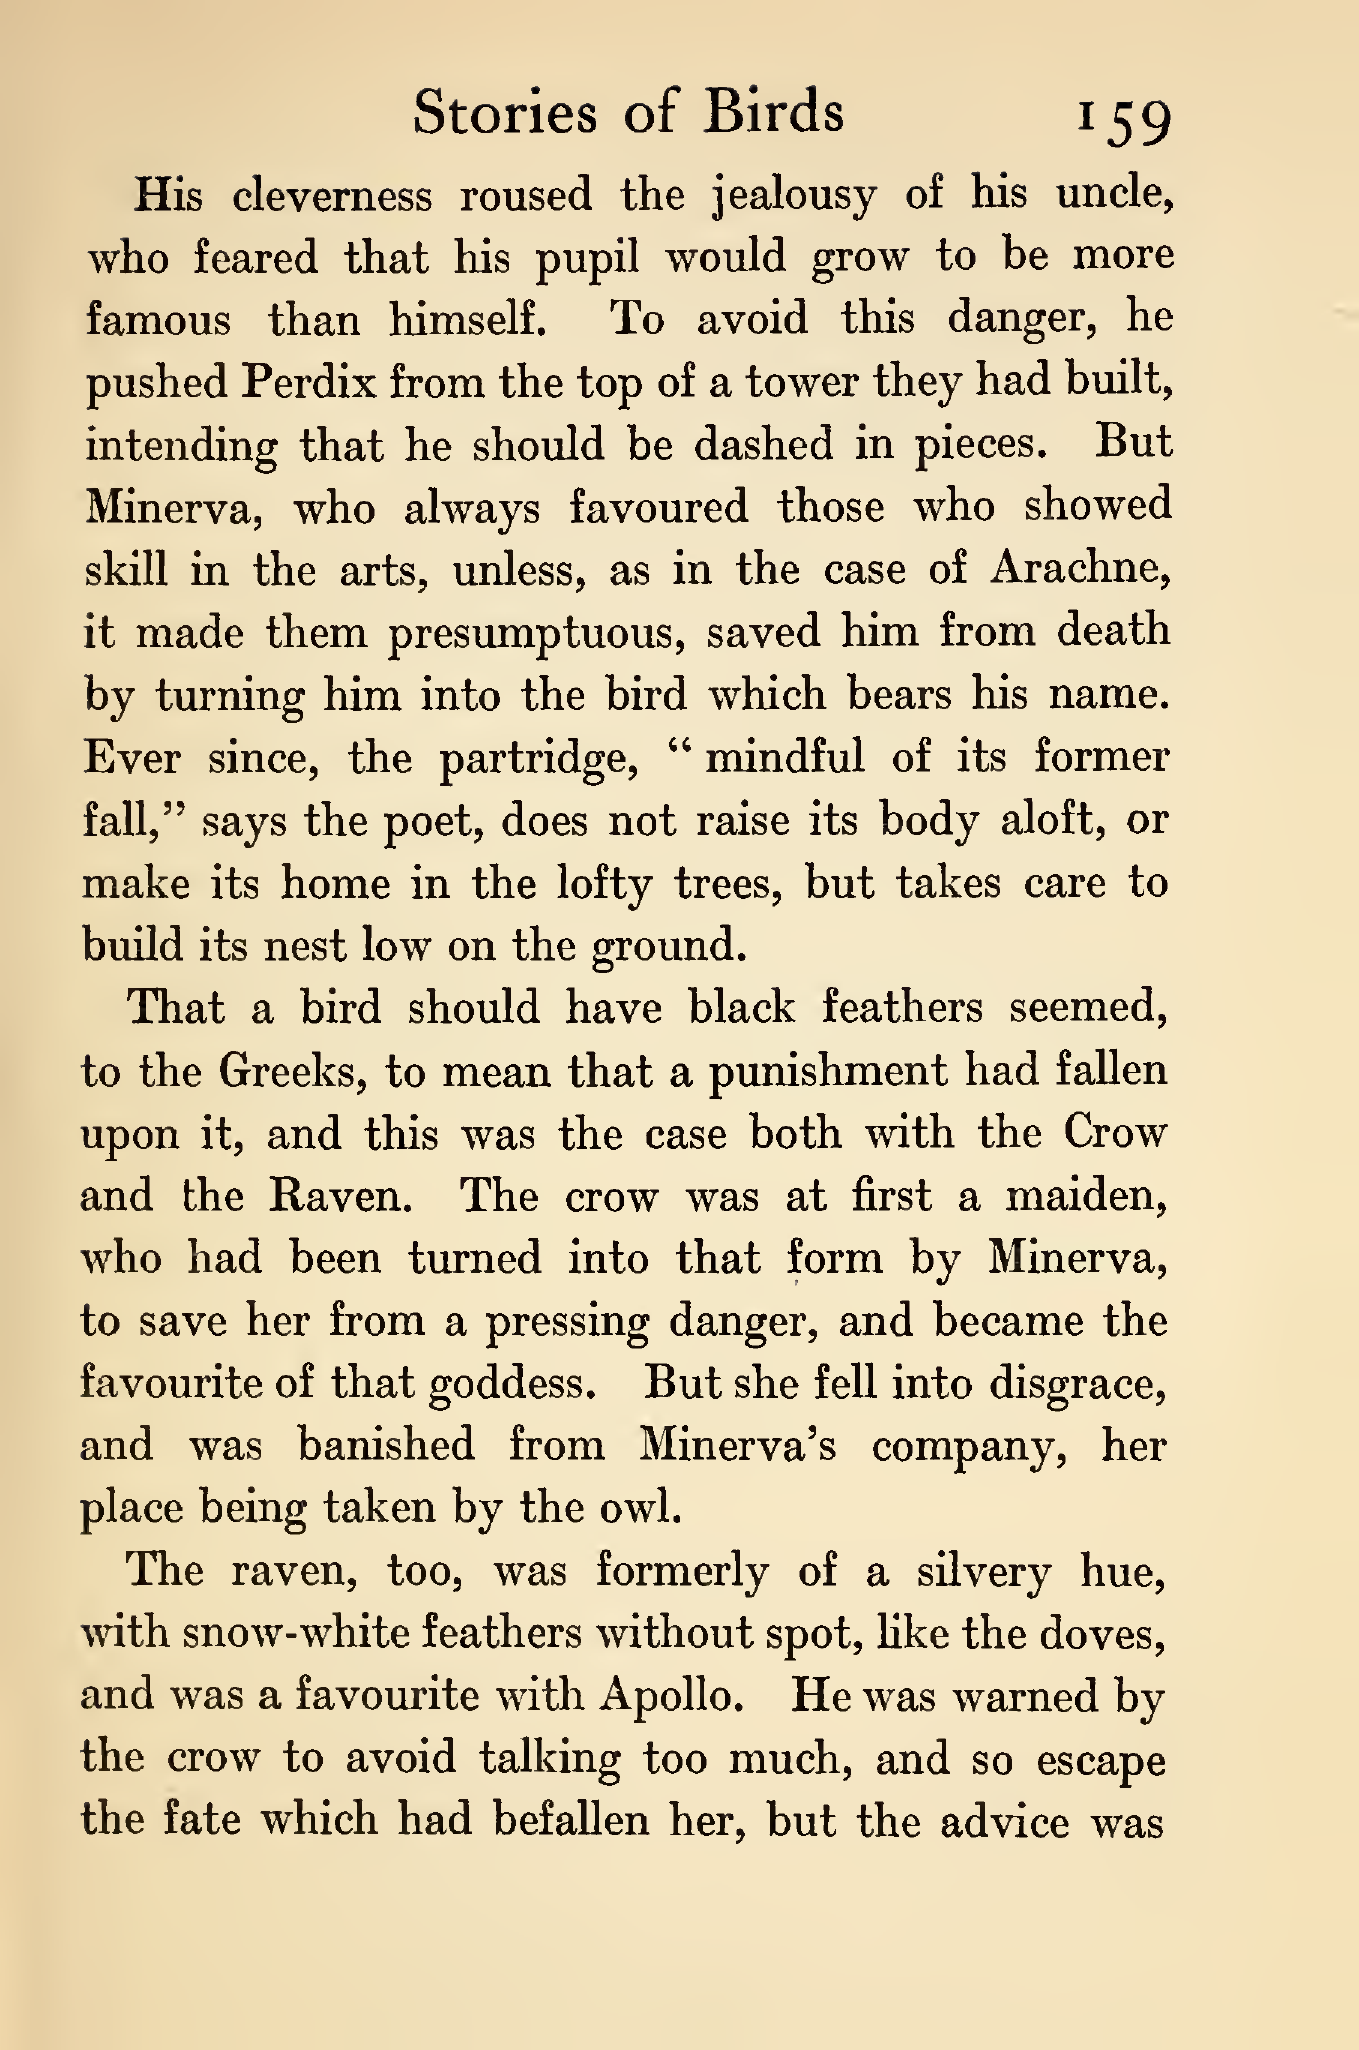 Stories of Birds 159
His cleverness roused the jealousy of his uncle,
who feared that his pupil would grow to be more
famous than himself. To avoid this danger, he
pushed Perdix from the top of a tower they had built,
intending that he should be dashed in pieces. But
Minerva, who always favoured those who showed
skill in the arts, unless, as in the case of Arachne,
it made them presumptuous, saved him from death
by turning him into the bird which bears his name.
Ever since, the partridge, “ mindful of its former
fall,” says the poet, does not raise its body aloft, or
make its home in the lofty trees, but takes care to
build its nest low on the ground.
That a bird should have black feathers seemed,
to the Greeks, to mean that a punishment had fallen
upon it, and this was the case both with the Crow
and the Raven. The crow was at first a maiden,
who had been turned into that form by Minerva,
to save her from a pressing danger, and became the
favourite of that goddess. But she fell into disgrace,
and was banished from Minerva’s company, her
place being taken by the owl.
The raven, too, was formerly of a silvery hue,
with snow-white feathers without spot, like the doves,
and was a favourite with Apollo. He was warned by
the crow to avoid talking too much, and so escape
the fate which had befallen her, but the advice was